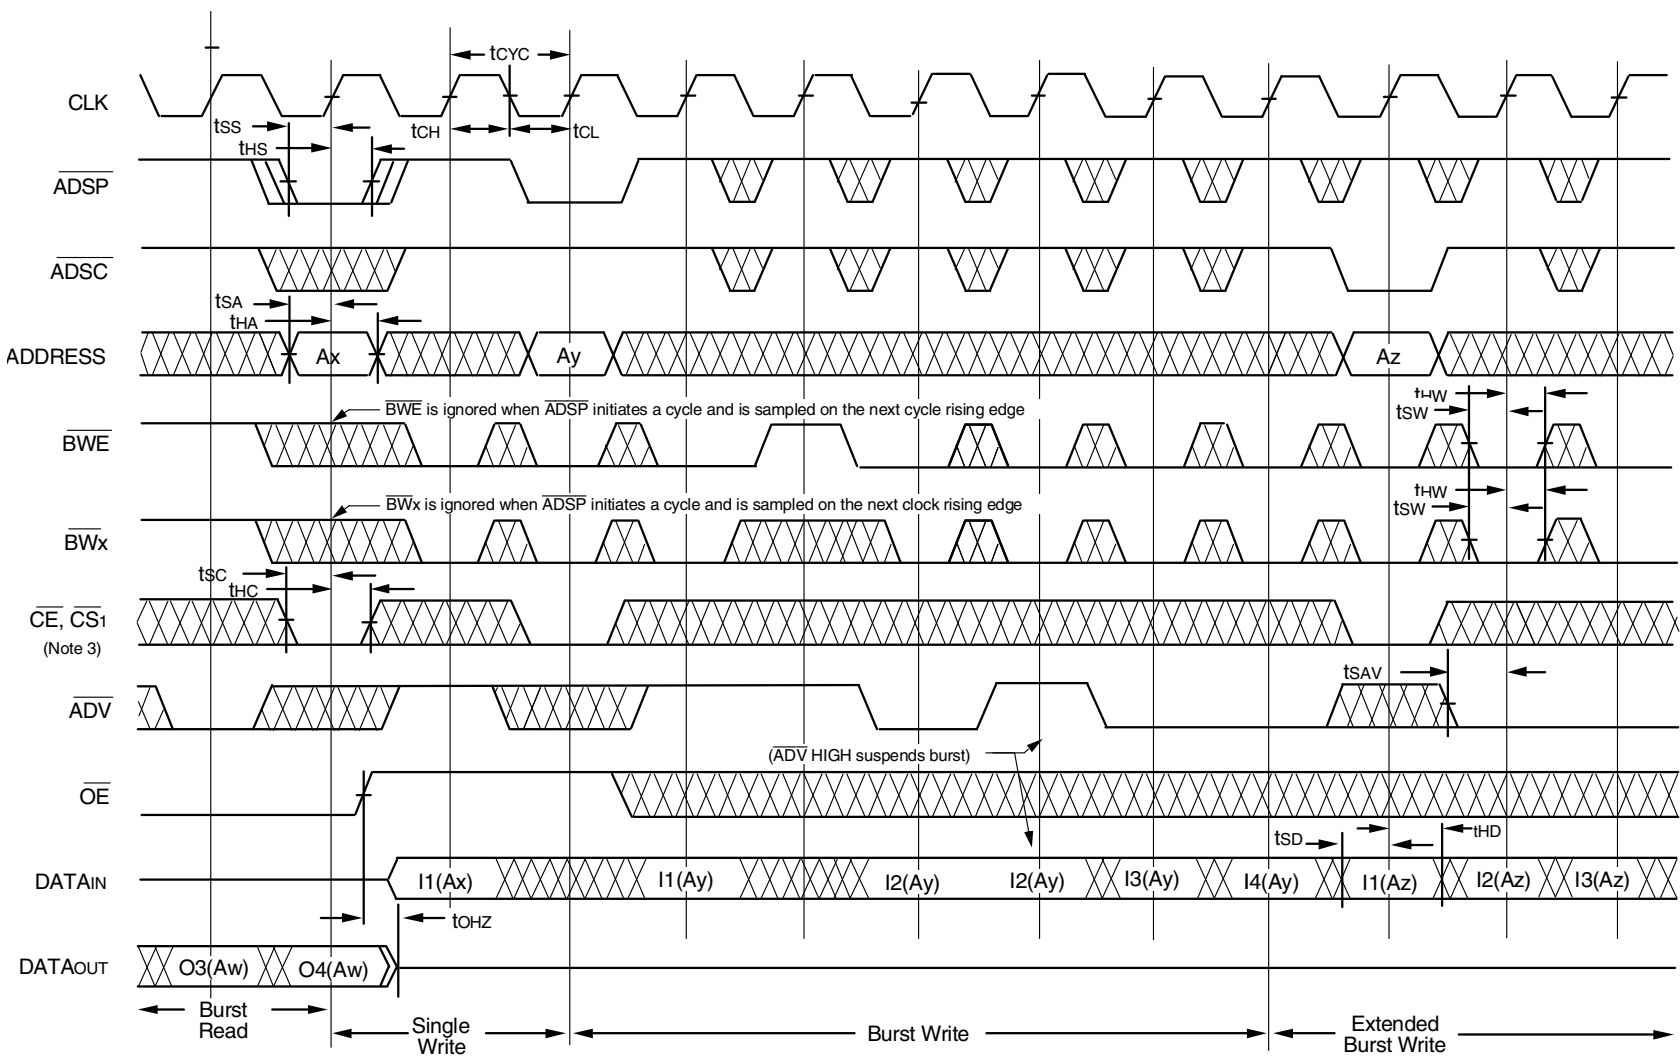 tCYC
CLK
tSS
tCH
tCL
tHS
ADSP
ADSC
tSA
tHA
ADDRESS
Ax
Ay
Az
tHW
BWE is ignored when ADSP initiates a cycle and is sampled on the next cycle rising edge
tSW
BWE
tHW
BWx is ignored when ADSP initiates a cycle and is sampled on the next clock rising edge
tSW
BWx
tSC
tHC
CE, CS1
(Note 3)
tSAV
ADV
(ADV HIGH suspends burst)
OE
tSD
tHD
DATAIN
I1(Ax)
I1(Ay)
I2(Ay)
I2(Ay)
I3(Ay)
I4(Ay)
I1(Az)
I2(Az)
I3(Az)
tOHZ
DATAOUT
O3(Aw)
O4(Aw)
Burst
Read
Single
Write
Burst Write
Extended
Burst Write